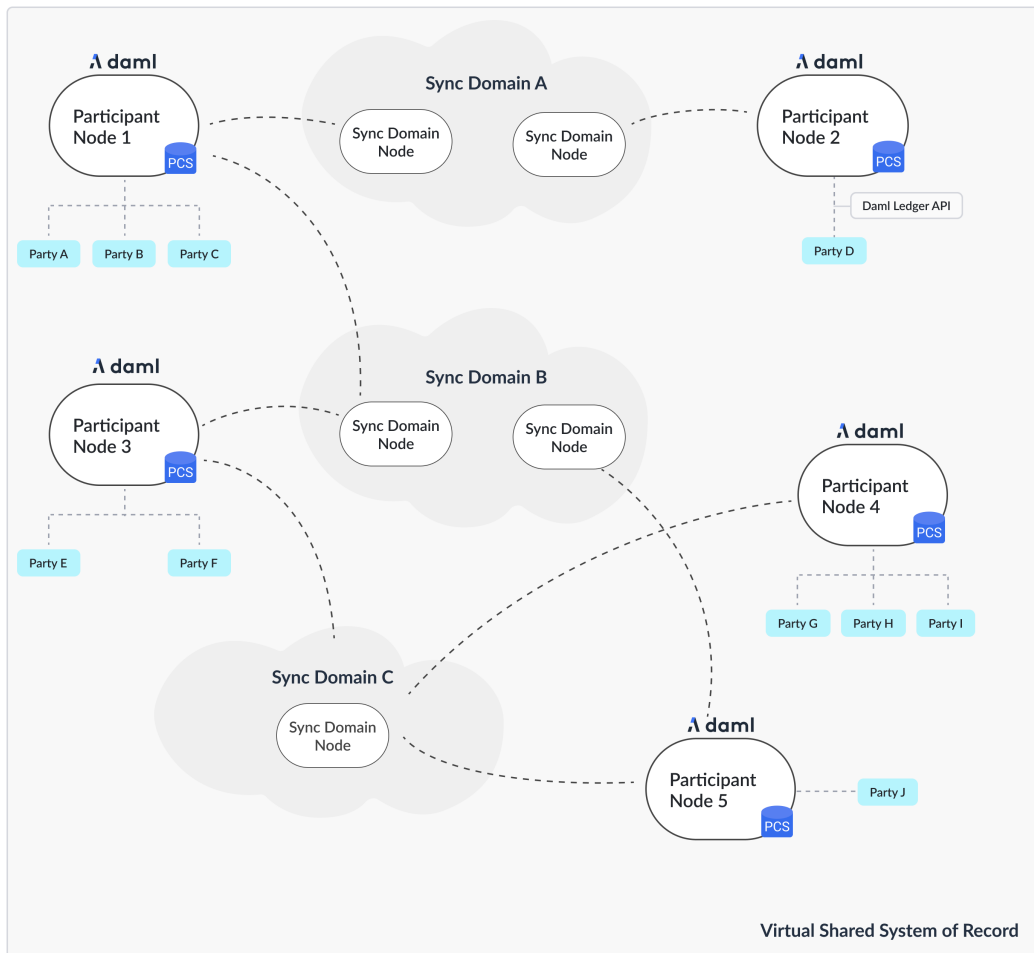 daml
Participant
Node 1
PCS
Party A
Party B
Party C
Sync Domain A
Sync Domain
Node
Sync Domain
Node
daml
Participant
Node 2
PCS
Daml Ledger API
Party D
daml
Participant
Node 3
PCS
Party E
Party F
Sync Domain B
Sync Domain
Node
Sync Domain
Node
daml
Participant
Node 4
PCS
Party G
Party H
Party I
Sync Domain C
Sync Domain
Node
daml
Participant
Node 5
PCS
Party J
Virtual Shared System of Record